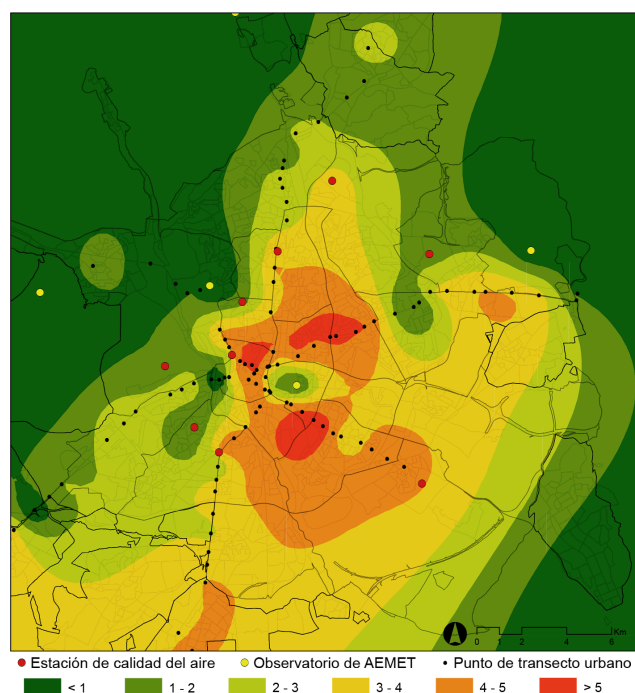 0 2 4 6 Km
Estación de calidad del aire Observatorio de AEMET Punto de transecto urbano
< 1 1 - 2 2 - 3 3 - 4 4 - 5 > 5